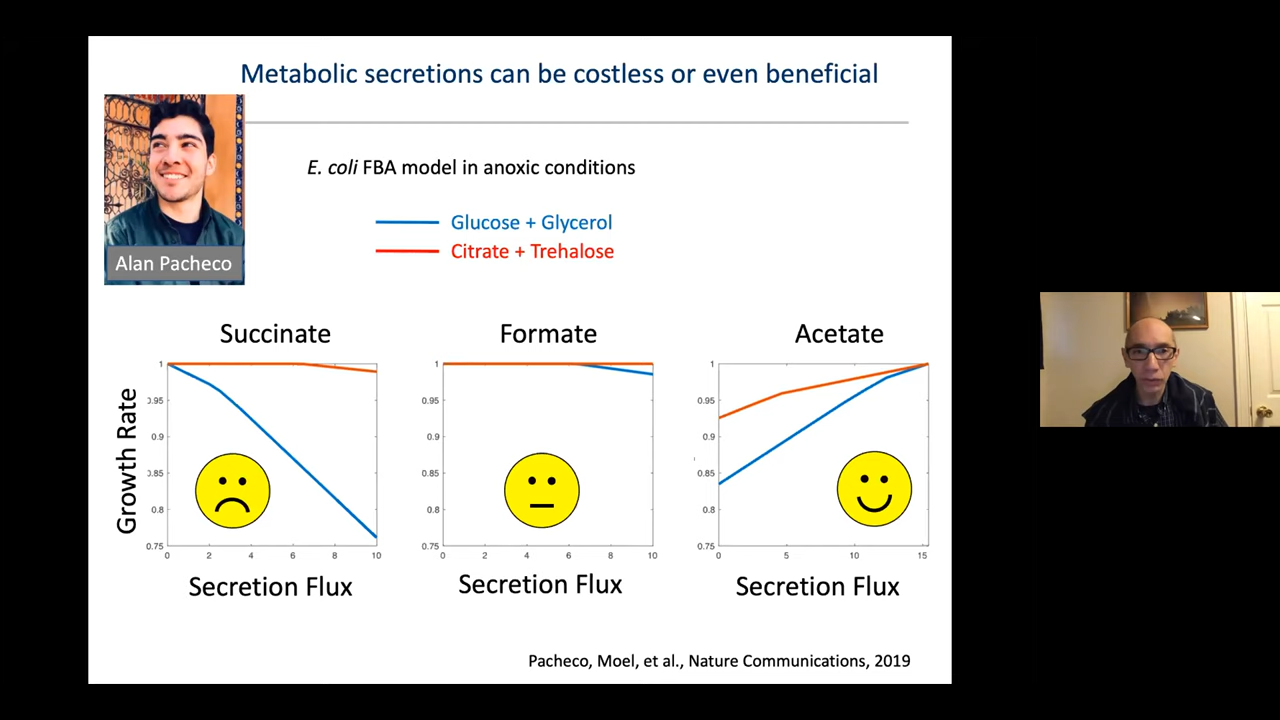 Metabolic secretions can be costless or even beneficial
Alan Pacheco
E. coli FBA model in anoxic conditions
Glucose + Glycerol
Citrate + Trehalose
Succinate
Growth Rate
1
0.95
0.9
0.85
0.8
0.75
0 2 4 6 8 10
Secretion Flux
Formate
1
0.95
0.9
0.85
0.8
0.75
0 2 4 6 8 10
Secretion Flux
Acetate
1
0.95
0.9
0.85
0.8
0.75
0 5 10 15
Secretion Flux
Pacheco, Moel, et al., Nature Communications, 2019